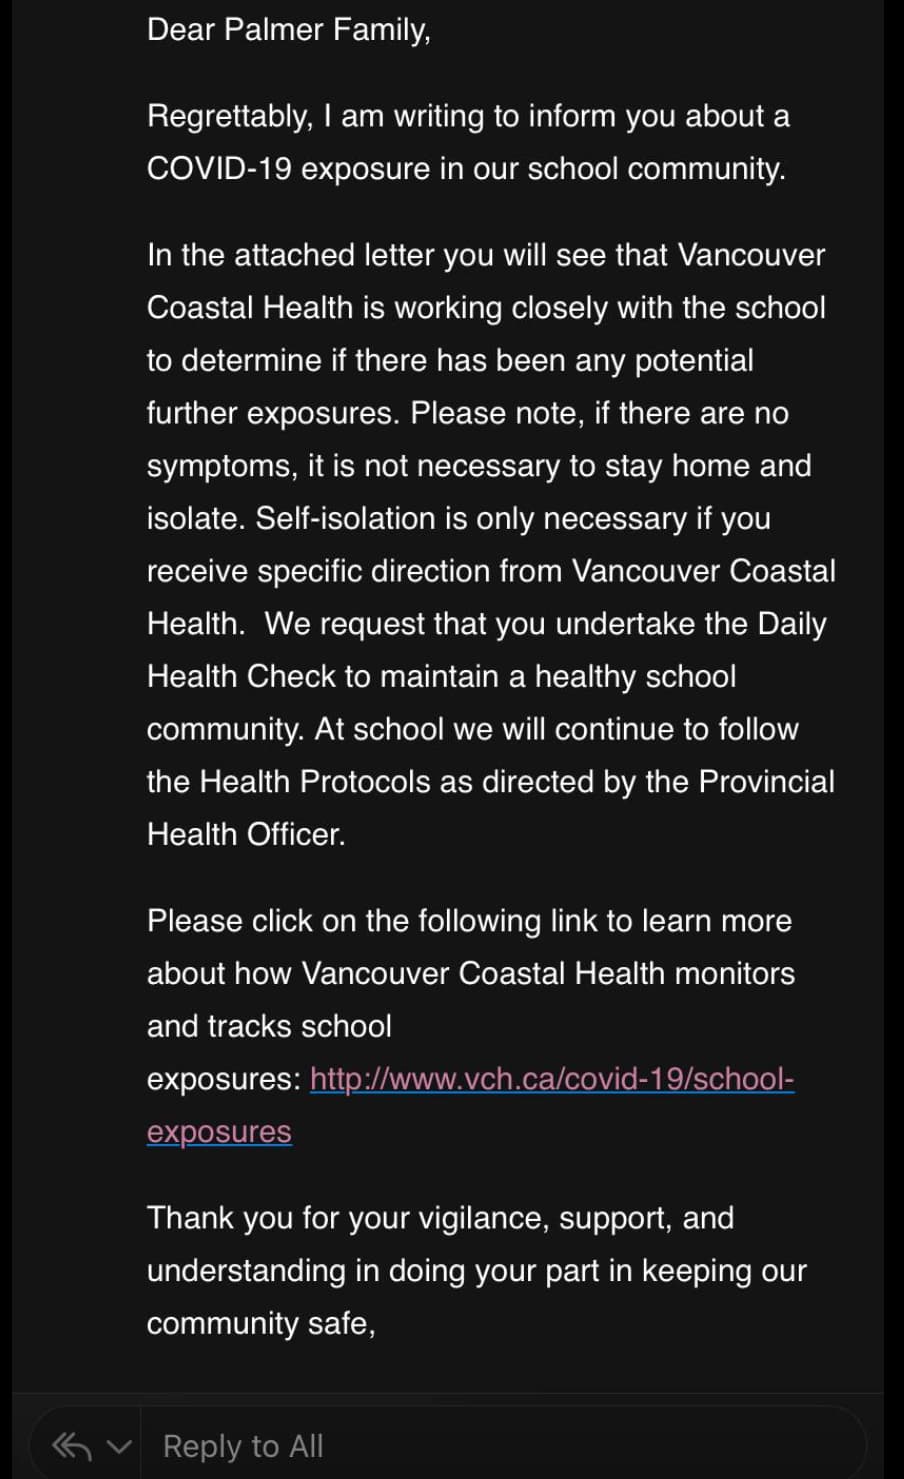 Dear Palmer Family,
Regrettably, I am writing to inform you about a
COVID-19 exposure in our school community.
In the attached letter you will see that Vancouver
Coastal Health is working closely with the school
to determine if there has been any potential
further exposures. Please note, if there are no
symptoms, it is not necessary to stay home and
isolate. Self-isolation is only necessary if you
receive specific direction from Vancouver Coastal
Health.  We request that you undertake the Daily
Health Check to maintain a healthy school
community. At school we will continue to follow
the Health Protocols as directed by the Provincial
Health Officer.
Please click on the following link to learn more
about how Vancouver Coastal Health monitors
and tracks school
exposures: http://www.vch.ca/covid-19/school-
exposures
Thank you for your vigilance, support, and
understanding in doing your part in keeping our
community safe,
Reply to All